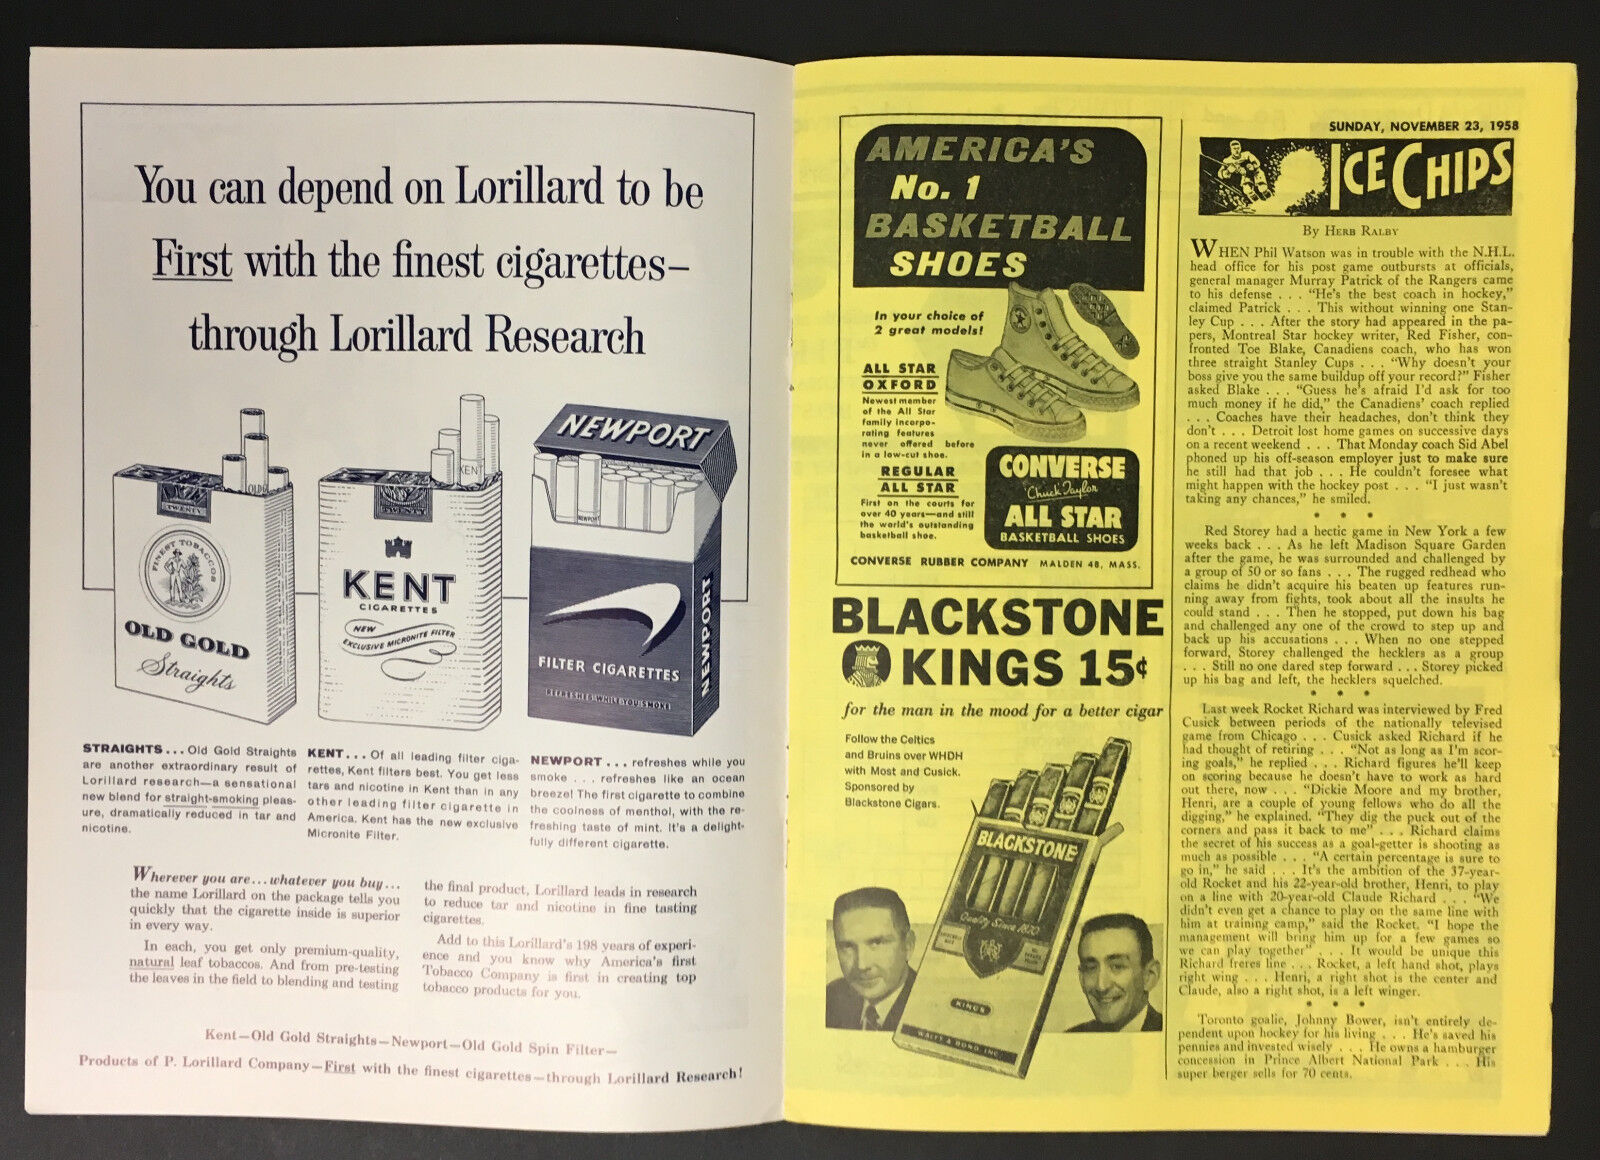 You can depend on Lorillard to be
First with the finest cigarettes–
through Lorillard Research
TWENTY
FINEST TOBACCOS
OLD GOLD
Straights
KENT
TWENTY
KENT
CIGARETTES
NEW
EXCLUSIVE MICRONITE FILTER
NEWPORT
NEWPORT
FILTER CIGARETTES
REFRESHES WHILE YOU SMOKE
NEWPORT
STRAIGHTS... Old Gold Straights
are another extraordinary result of
Lorillard research—a sensational
new blend for straight-smoking pleas-
ure, dramatically reduced in tar and
nicotine.
KENT... Of all leading filter ciga-
rettes, Kent filters best. You get less
tars and nicotine in Kent than in any
other leading filter cigarette in
America. Kent has the new exclusive
Micronite Filter.
NEWPORT... refreshes while you
smoke ... refreshes like an ocean
breeze! The first cigarette to combine
the coolness of menthol, with the re-
freshing taste of mint. It's a delight-
fully different cigarette.
Wherever you are...whatever you buy...
the name Lorillard on the package tells you
quickly that the cigarette inside is superior
in every way.
In each, you get only premium-quality,
natural leaf tobaccos. And from pre-testing
the leaves in the field to blending and testing
the final product, Lorillard leads in research
to reduce tar and nicotine in fine tasting
cigarettes.
Add to this Lorillard's 198 years of experi-
ence and you know why America's first
Tobacco Company is first in creating top
tobacco products for you.
Kent—Old Gold Straights—Newport—Old Gold Spin Filter—
Products of P. Lorillard Company—First with the finest cigarettes—through Lorillard Research!
AMERICA'S
No. 1
BASKETBALL
SHOES
In your choice of
2 great models!
ALL STAR
OXFORD
Newest member
of the All Star
family incorpo-
rating features
never offered before
in a low-cut shoe.
REGULAR
ALL STAR
First on the courts for
over 40 years—and still
the world's outstanding
basketball shoe.
CONVERSE
"Chuck Taylor"
ALL STAR
BASKETBALL SHOES
CONVERSE RUBBER COMPANY MALDEN 48, MASS.
BLACKSTONE
KINGS 15¢
for the man in the mood for a better cigar
Follow the Celtics
and Bruins over WHDH
with Most and Cusick.
Sponsored by
Blackstone Cigars.
BLACKSTONE
Quality Since 1870
KINGS
WAITT & BOND INC.
SUNDAY, NOVEMBER 23, 1958
ICE CHIPS
By HERB RALBY
WHEN Phil Watson was in trouble with the N.H.L.
head office for his post game outbursts at officials,
general manager Murray Patrick of the Rangers came
to his defense . . . "He's the best coach in hockey,"
claimed Patrick . . . This without winning one Stan-
ley Cup . . . After the story had appeared in the pa-
pers, Montreal Star hockey writer, Red Fisher, con-
fronted Toe Blake, Canadiens coach, who has won
three straight Stanley Cups . . . "Why doesn't your
boss give you the same buildup off your record?" Fisher
asked Blake . . . "Guess he's afraid I'd ask for too
much money if he did," the Canadiens' coach replied
. . . Coaches have their headaches, don't think they
don't . . . Detroit lost home games on successive days
on a recent weekend . . . That Monday coach Sid Abel
phoned up his off-season employer just to make sure
he still had that job . . . He couldn't foresee what
might happen with the hockey post . . . "I just wasn't
taking any chances," he smiled.
* * *
Red Storey had a hectic game in New York a few
weeks back . . . As he left Madison Square Garden
after the game, he was surrounded and challenged by
a group of 50 or so fans . . . The rugged redhead who
claims he didn't acquire his beaten up features run-
ning away from fights, took about all the insults he
could stand . . . Then he stopped, put down his bag
and challenged any one of the crowd to step up and
back up his accusations . . . When no one stepped
forward, Storey challenged the hecklers as a group
. . . Still no one dared step forward . . . Storey picked
up his bag and left, the hecklers squelched.
* * *
Last week Rocket Richard was interviewed by Fred
Cusick between periods of the nationally televised
game from Chicago . . . Cusick asked Richard if he
had thought of retiring . . . "Not as long as I'm scor-
ing goals," he replied . . . Richard figures he'll keep
on scoring because he doesn't have to work as hard
out there, now . . . "Dickie Moore and my brother,
Henri, are a couple of young fellows who do all the
digging," he explained. "They dig the puck out of the
corners and pass it back to me" . . . Richard claims
the secret of his success as a goal-getter is shooting as
much as possible . . . "A certain percentage is sure to
go in," he said . . . It's the ambition of the 37-year-
old Rocket and his 22-year-old brother, Henri, to play
on a line with 20-year-old Claude Richard . . . "We
didn't even get a chance to play on the same line with
him at training camp," said the Rocket. "I hope the
management will bring him up for a few games so
we can play together" . . . It would be unique this
Richard freres line . . . Rocket, a left hand shot, plays
right wing . . . Henri, a right shot is the center and
Claude, also a right shot, is a left winger.
* * *
Toronto goalie, Johnny Bower, isn't entirely de-
pendent upon hockey for his living . . . He's saved his
pennies and invested wisely . . . He owns a hamburger
concession in Prince Albert National Park . . . His
super berger sells for 70 cents.